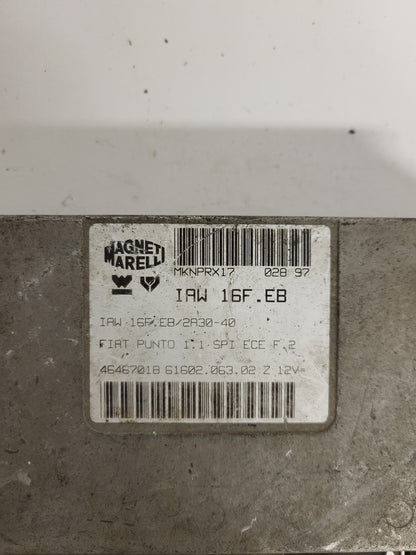 MAGNETI
MARELLI
MKNPRX17 028 97
IAW 16F.EB
IAW 16F.EB/2A30-40
FIAT PUNTO 1.1 SPI ECE F.2
46467018 61602.063.02 Z 12V=